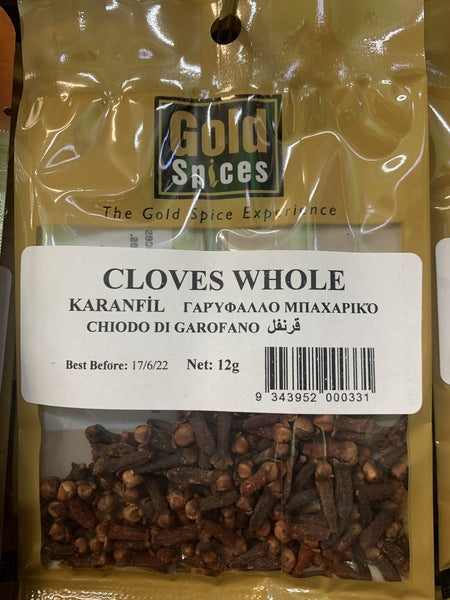 Gold
Spices
The Gold Spice Experience
CLOVES WHOLE
KARANFİL ΓΑΡΥΦΑΛΛΟ ΜΠΑΧΑΡΙΚΌ
CHIODO DI GAROFANO قرنفل
Best Before: 17/6/22 Net: 12g
9 343952 000331